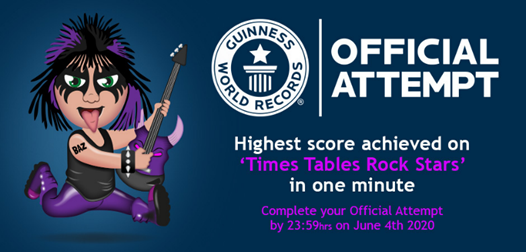 GUINNESS
WORLD RECORDS
®
OFFICIAL
ATTEMPT
Highest score achieved on
‘Times Tables Rock Stars’
in one minute
Complete your Official Attempt
by 23:59hrs on June 4th 2020
BAZ